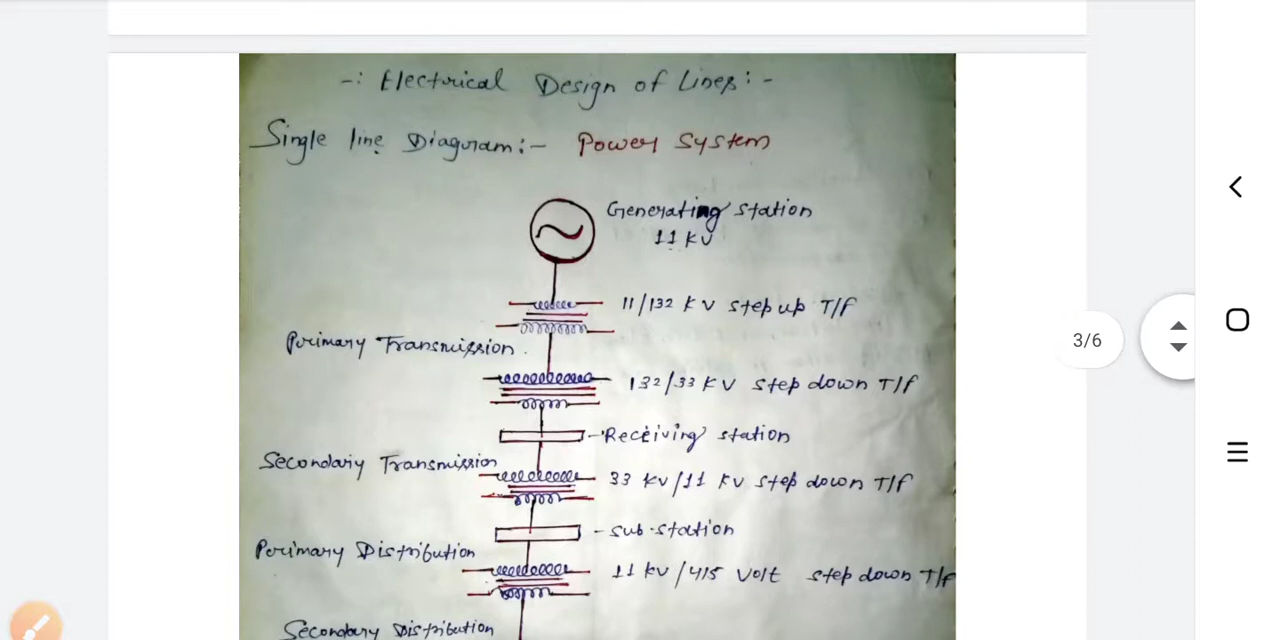 -: Electrical Design of Lines:-
Single line Diagram:- Power System
Generating station
11 KV
11/132 KV step up T/f
Primary Transmission
132/33 KV step down T/f
Receiving station
Secondary Transmission
33 KV/11 KV step down T/f
Sub-station
Primary Distribution
11 KV/415 Volt step down T/f
Secondary Distribution
3/6